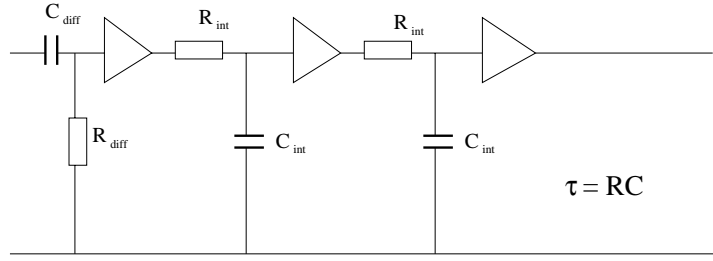 C diff
R int
R int
R diff
C int
C int
τ = RC